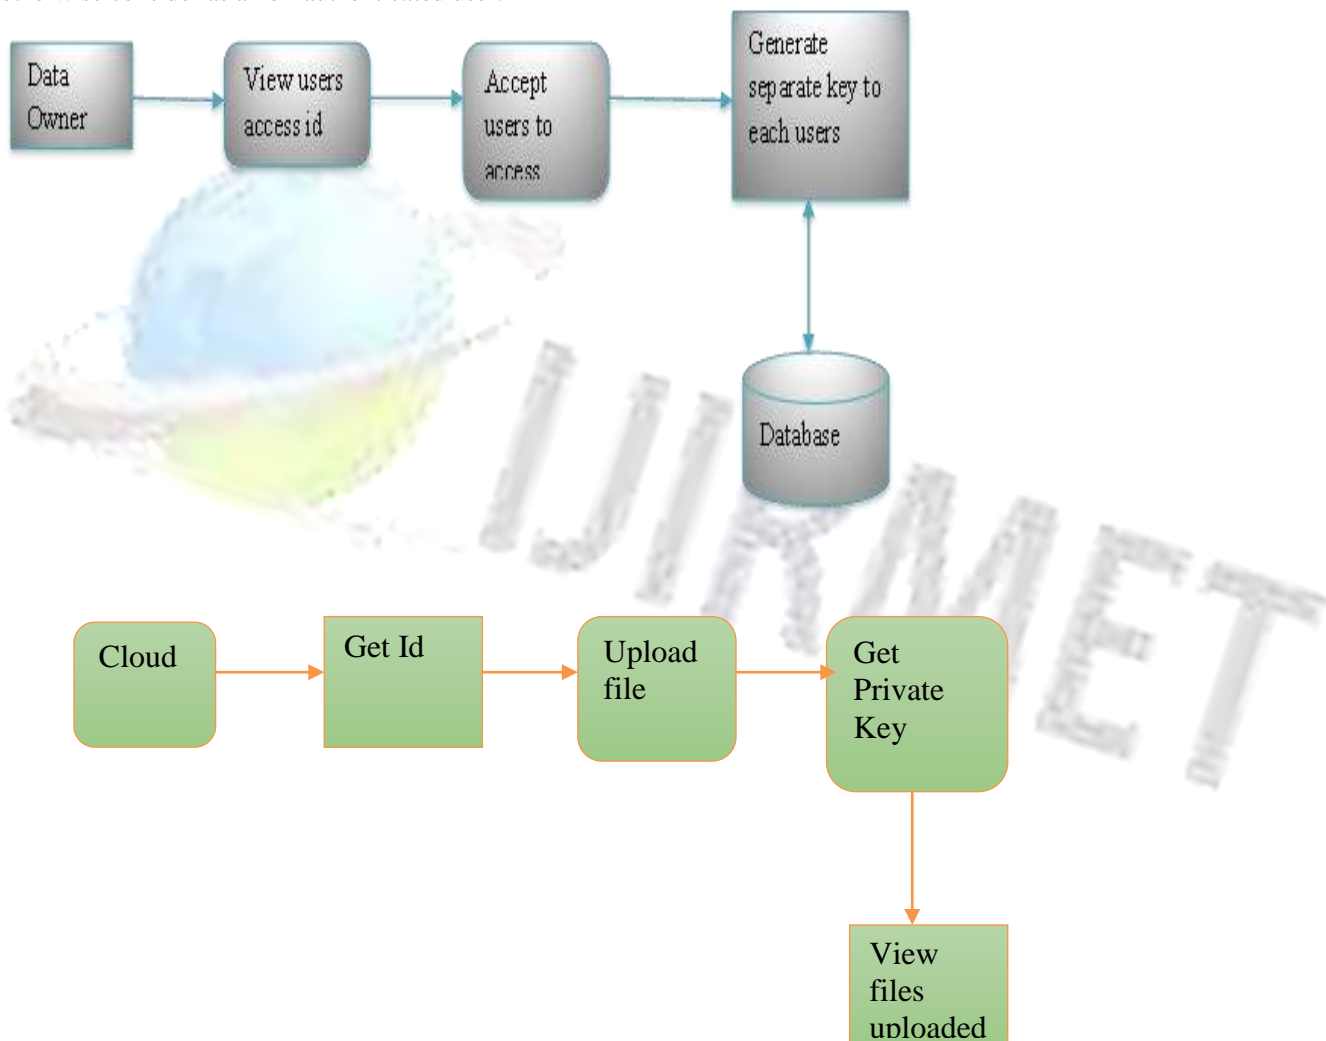 Data
Owner
View users
access id
Accept
users to
access
Generate
separate key to
each users
Database
IJIRMET
Cloud
Get Id
Upload
file
Get
Private
Key
View
files
uploaded